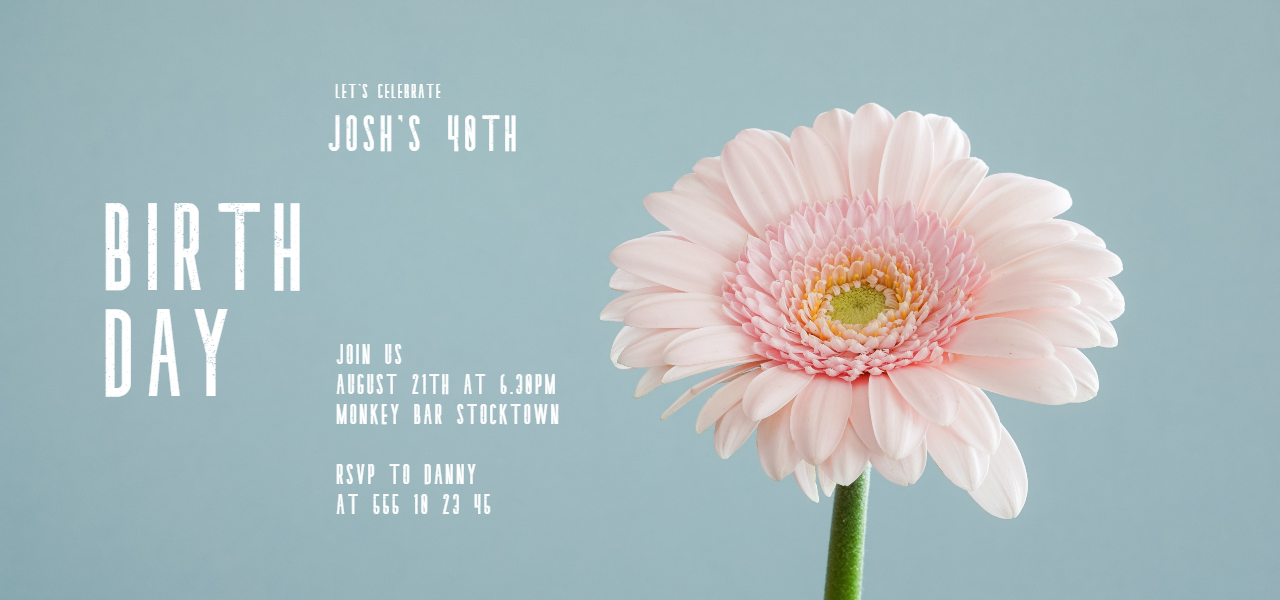 LET'S CELEBRATE
JOSH'S 40TH
BIRTH
DAY
JOIN US
AUGUST 21TH AT 6.30PM
MONKEY BAR STOCKTOWN
RSVP TO DANNY
AT 555 10 23 45